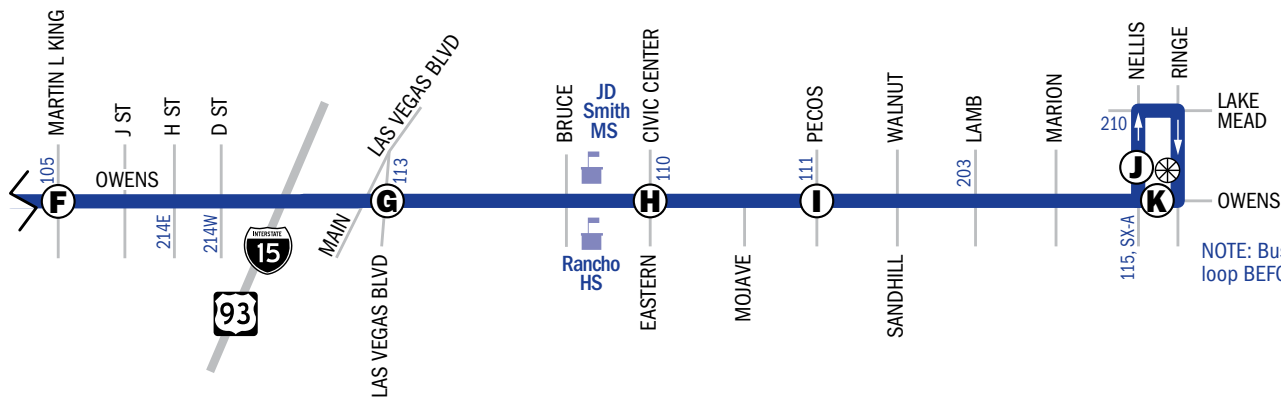 MARTIN L KING
J ST
H ST
D ST
LAS VEGAS BLVD
BRUCE
JD
Smith
MS
CIVIC CENTER
PECOS
WALNUT
LAMB
MARION
NELLIS
RINGE
LAKE
MEAD
105
113
110
111
203
210
OWENS
F
G
H
I
J
K
OWENS
214E
214W
INTERSTATE
15
93
MAIN
LAS VEGAS BLVD
Rancho
HS
EASTERN
MOJAVE
SANDHILL
115, SX-A
NOTE: Bus
loop BEFO